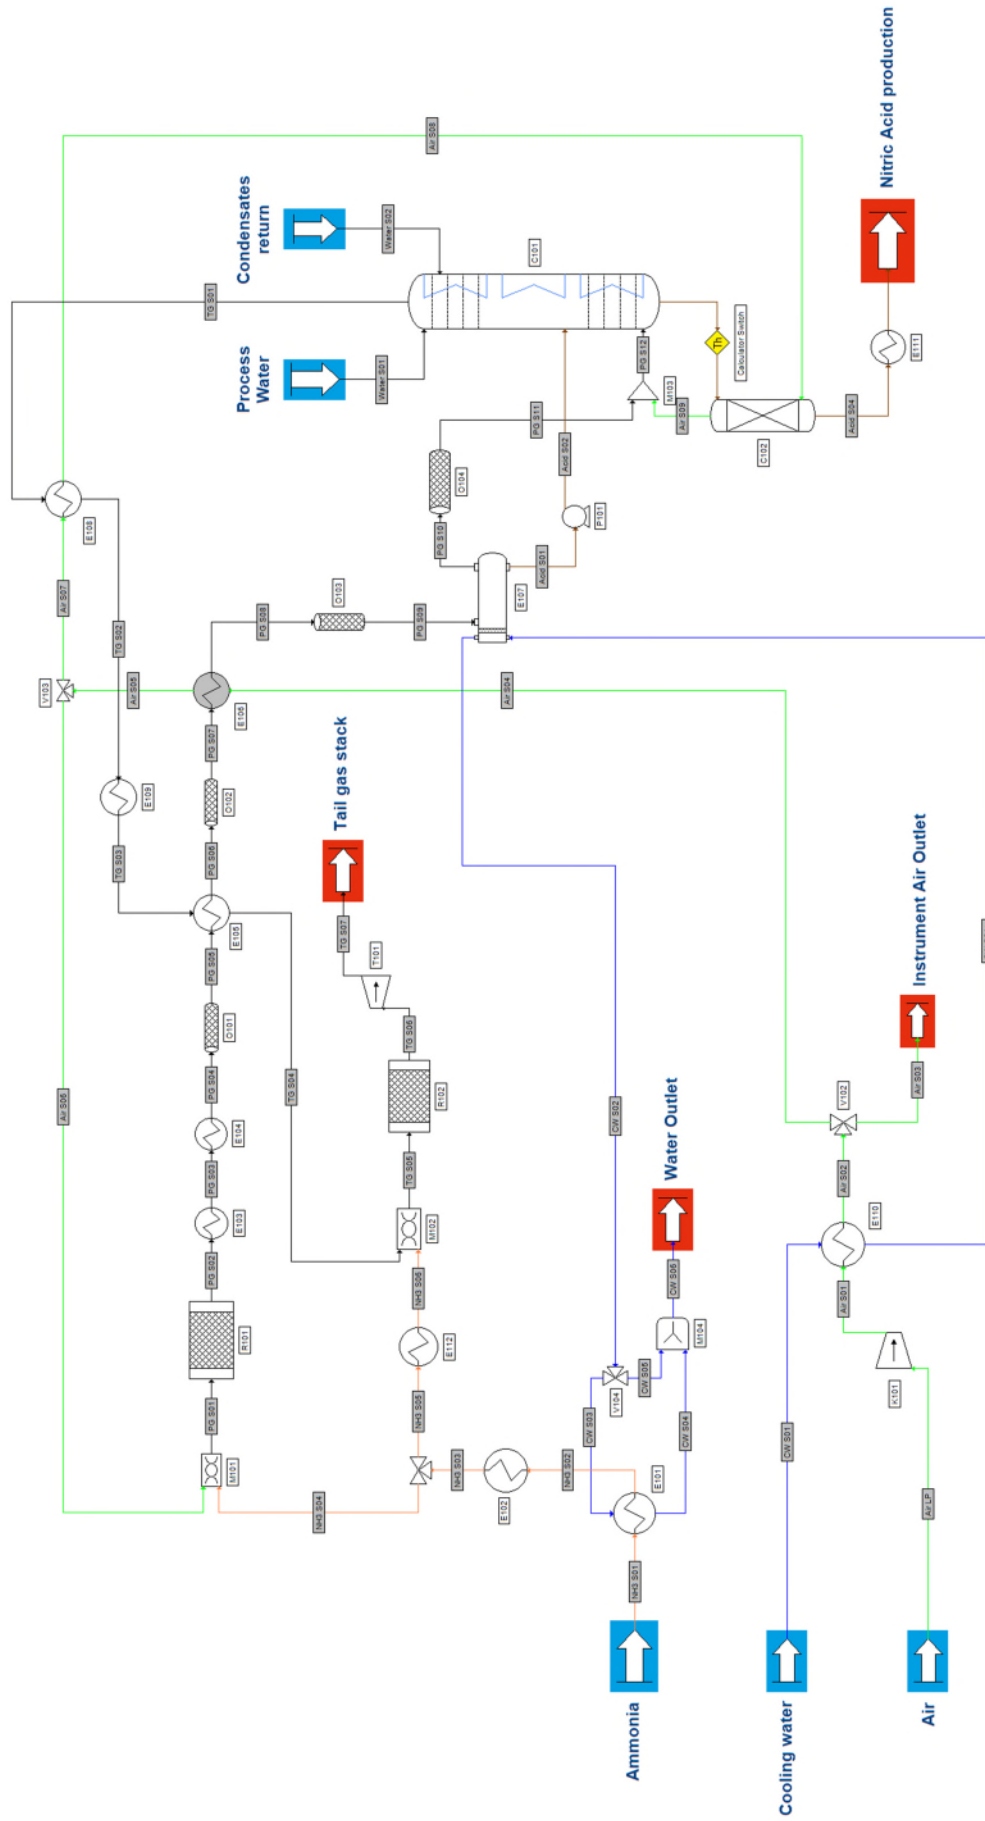 Ammonia
Cooling water
Air
Process
Water
Condensates
return
Nitric Acid production
Tail gas stack
Water Outlet
Instrument Air Outlet
NH3 S01
E101
NH3 S02
E102
NH3 S03
NH3 S04
NH3 S05
E112
NH3 S06
M101
PG S01
R101
PG S02
E103
PG S03
E104
PG S04
O101
PG S05
E105
PG S06
O102
PG S07
E106
PG S08
O103
PG S09
E107
PG S10
O104
PG S11
M103
PG S12
Acid S01
P101
Acid S02
C101
Water S01
Water S02
Th
Calculator Switch
C102
Acid S04
E111
TG S01
E108
TG S02
E109
TG S03
TG S04
M102
TG S05
R102
TG S06
T101
TG S07
Air LP
K101
Air S01
E110
Air S02
V102
Air S03
Air S04
Air S05
V103
Air S06
Air S07
Air S08
Air S09
CW S01
CW S02
V104
CW S03
CW S04
CW S05
M104
CW S06